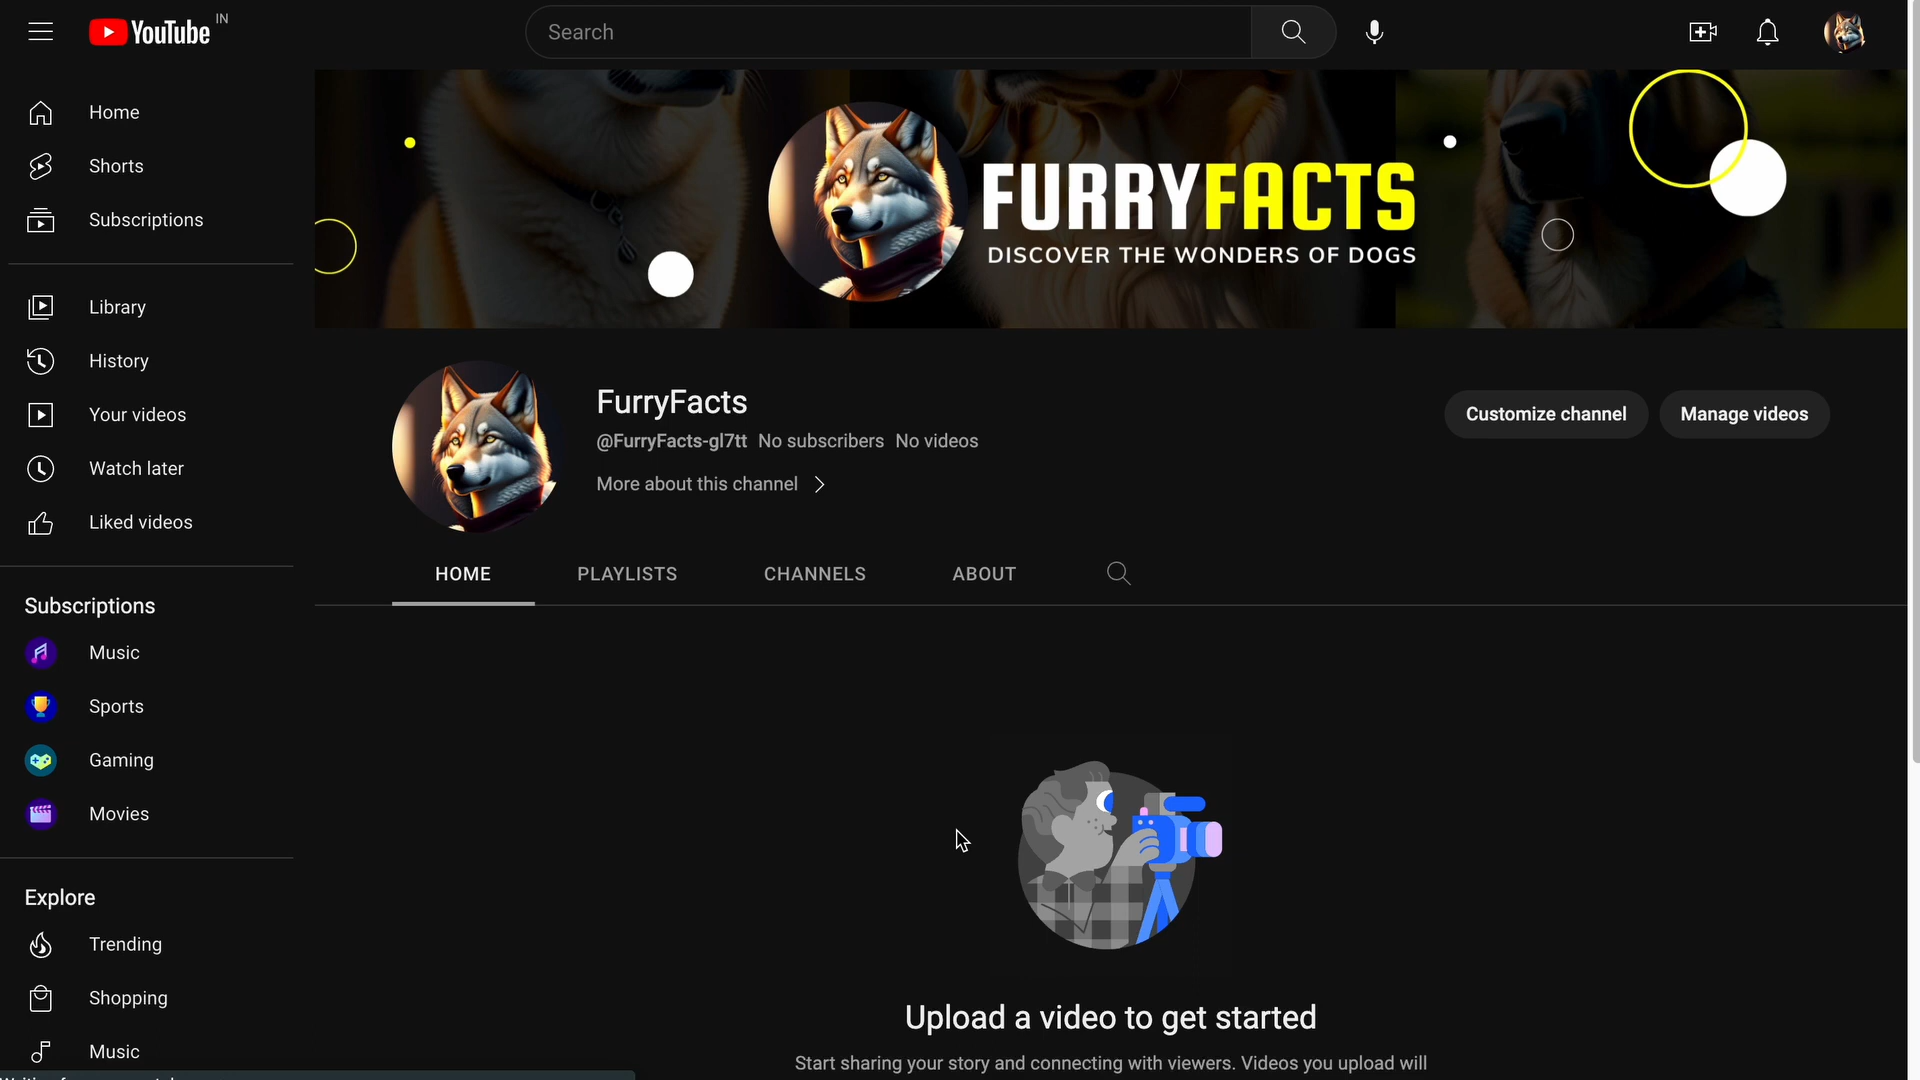 YouTube IN
Search
Home
Shorts
Subscriptions
Library
History
Your videos
Watch later
Liked videos
Subscriptions
Music
Sports
Gaming
Movies
Explore
Trending
Shopping
Music
FURRYFACTS
DISCOVER THE WONDERS OF DOGS
FurryFacts
@FurryFacts-gl7tt No subscribers No videos
More about this channel
Customize channel
Manage videos
HOME PLAYLISTS CHANNELS ABOUT
Upload a video to get started
Start sharing your story and connecting with viewers. Videos you upload will